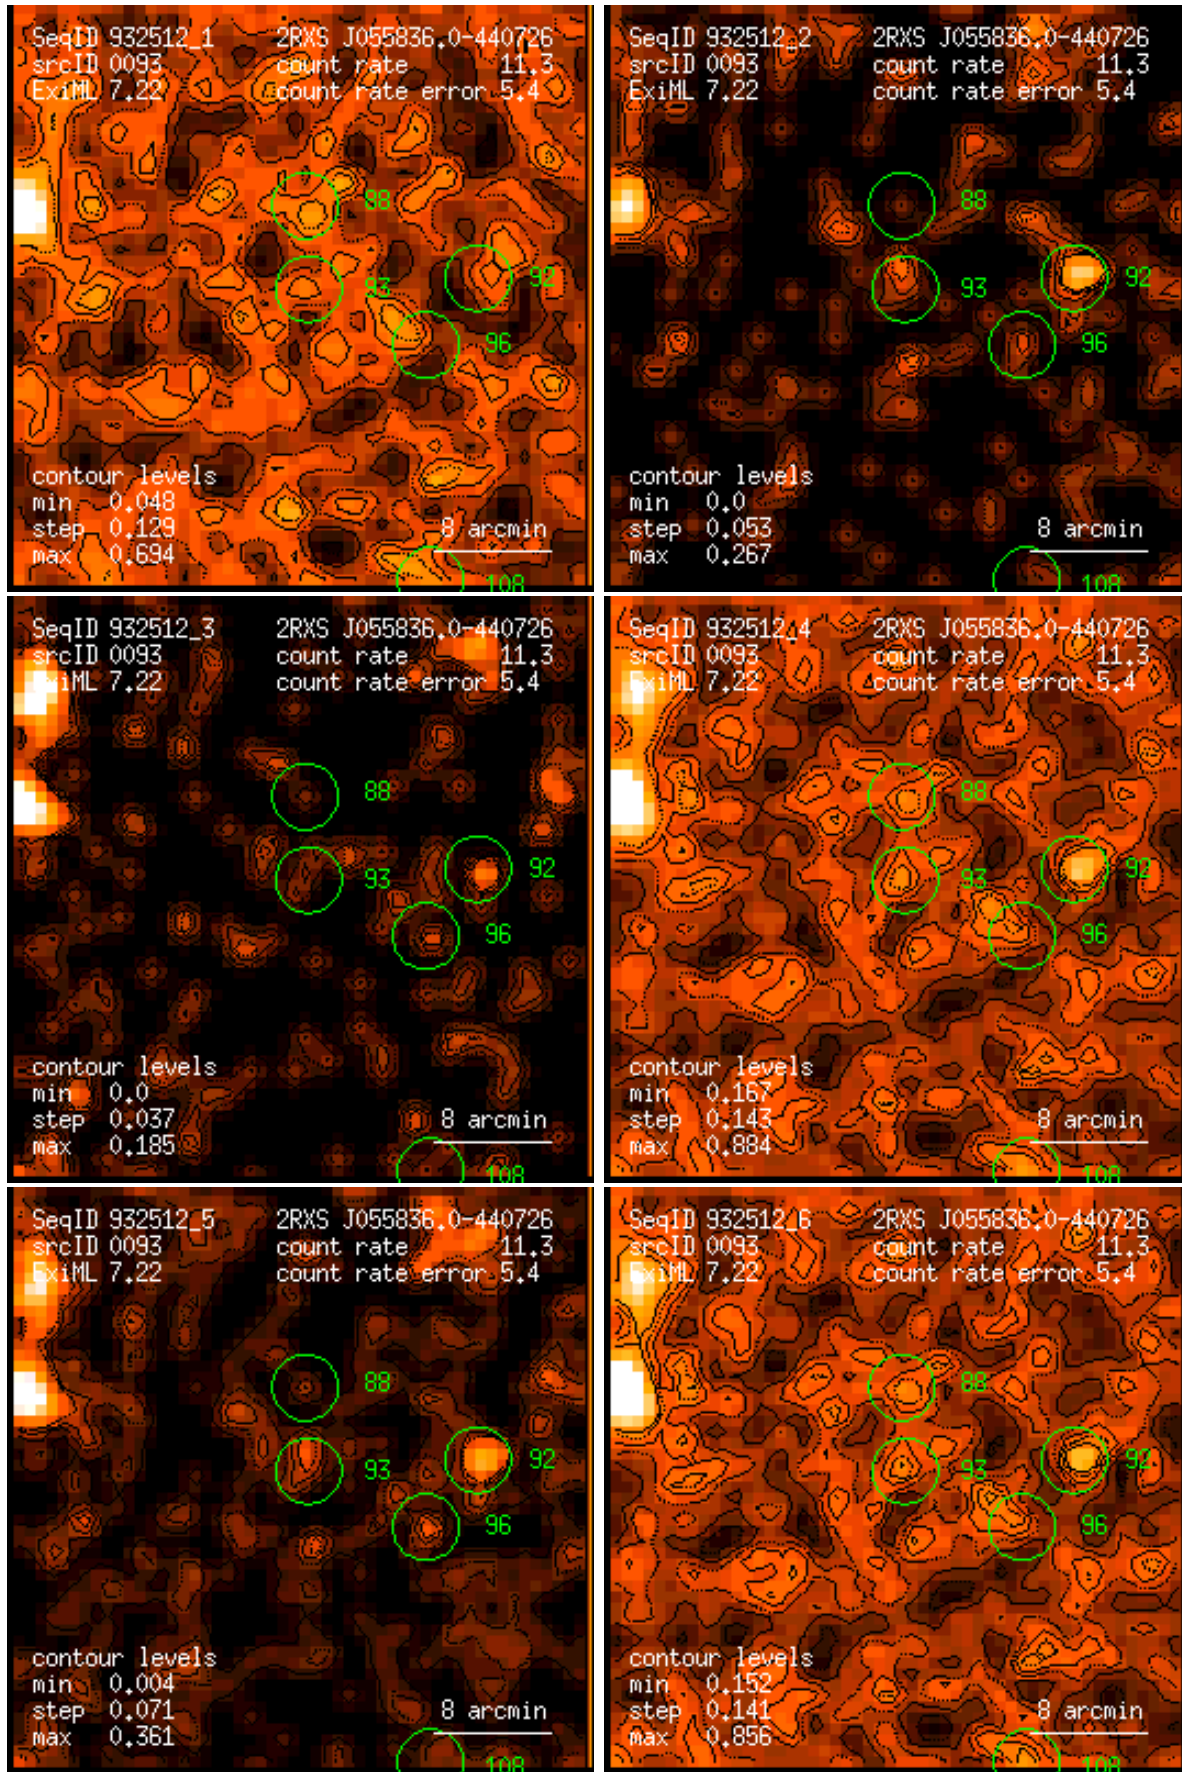 SeqID 932512_1 2RXS J055836.0-440726
srcID 0093 count rate 11.3
ExiML 7.22 count rate error 5.4
88
92
93
96
contour levels
min 0.048
step 0.129 8 arcmin
max 0.694
108
SeqID 932512_2 2RXS J055836.0-440726
srcID 0093 count rate 11.3
ExiML 7.22 count rate error 5.4
88
92
93
96
contour levels
min 0.0
step 0.053 8 arcmin
max 0.267
108
SeqID 932512_3 2RXS J055836.0-440726
srcID 0093 count rate 11.3
ExiML 7.22 count rate error 5.4
88
92
93
96
contour levels
min 0.0
step 0.037 8 arcmin
max 0.185
108
SeqID 932512_4 2RXS J055836.0-440726
srcID 0093 count rate 11.3
ExiML 7.22 count rate error 5.4
88
92
93
96
contour levels
min 0.167
step 0.143 8 arcmin
max 0.884
108
SeqID 932512_5 2RXS J055836.0-440726
srcID 0093 count rate 11.3
ExiML 7.22 count rate error 5.4
88
92
93
96
contour levels
min 0.004
step 0.071 8 arcmin
max 0.361
108
SeqID 932512_6 2RXS J055836.0-440726
srcID 0093 count rate 11.3
ExiML 7.22 count rate error 5.4
88
92
93
96
contour levels
min 0.152
step 0.141 8 arcmin
max 0.856
108